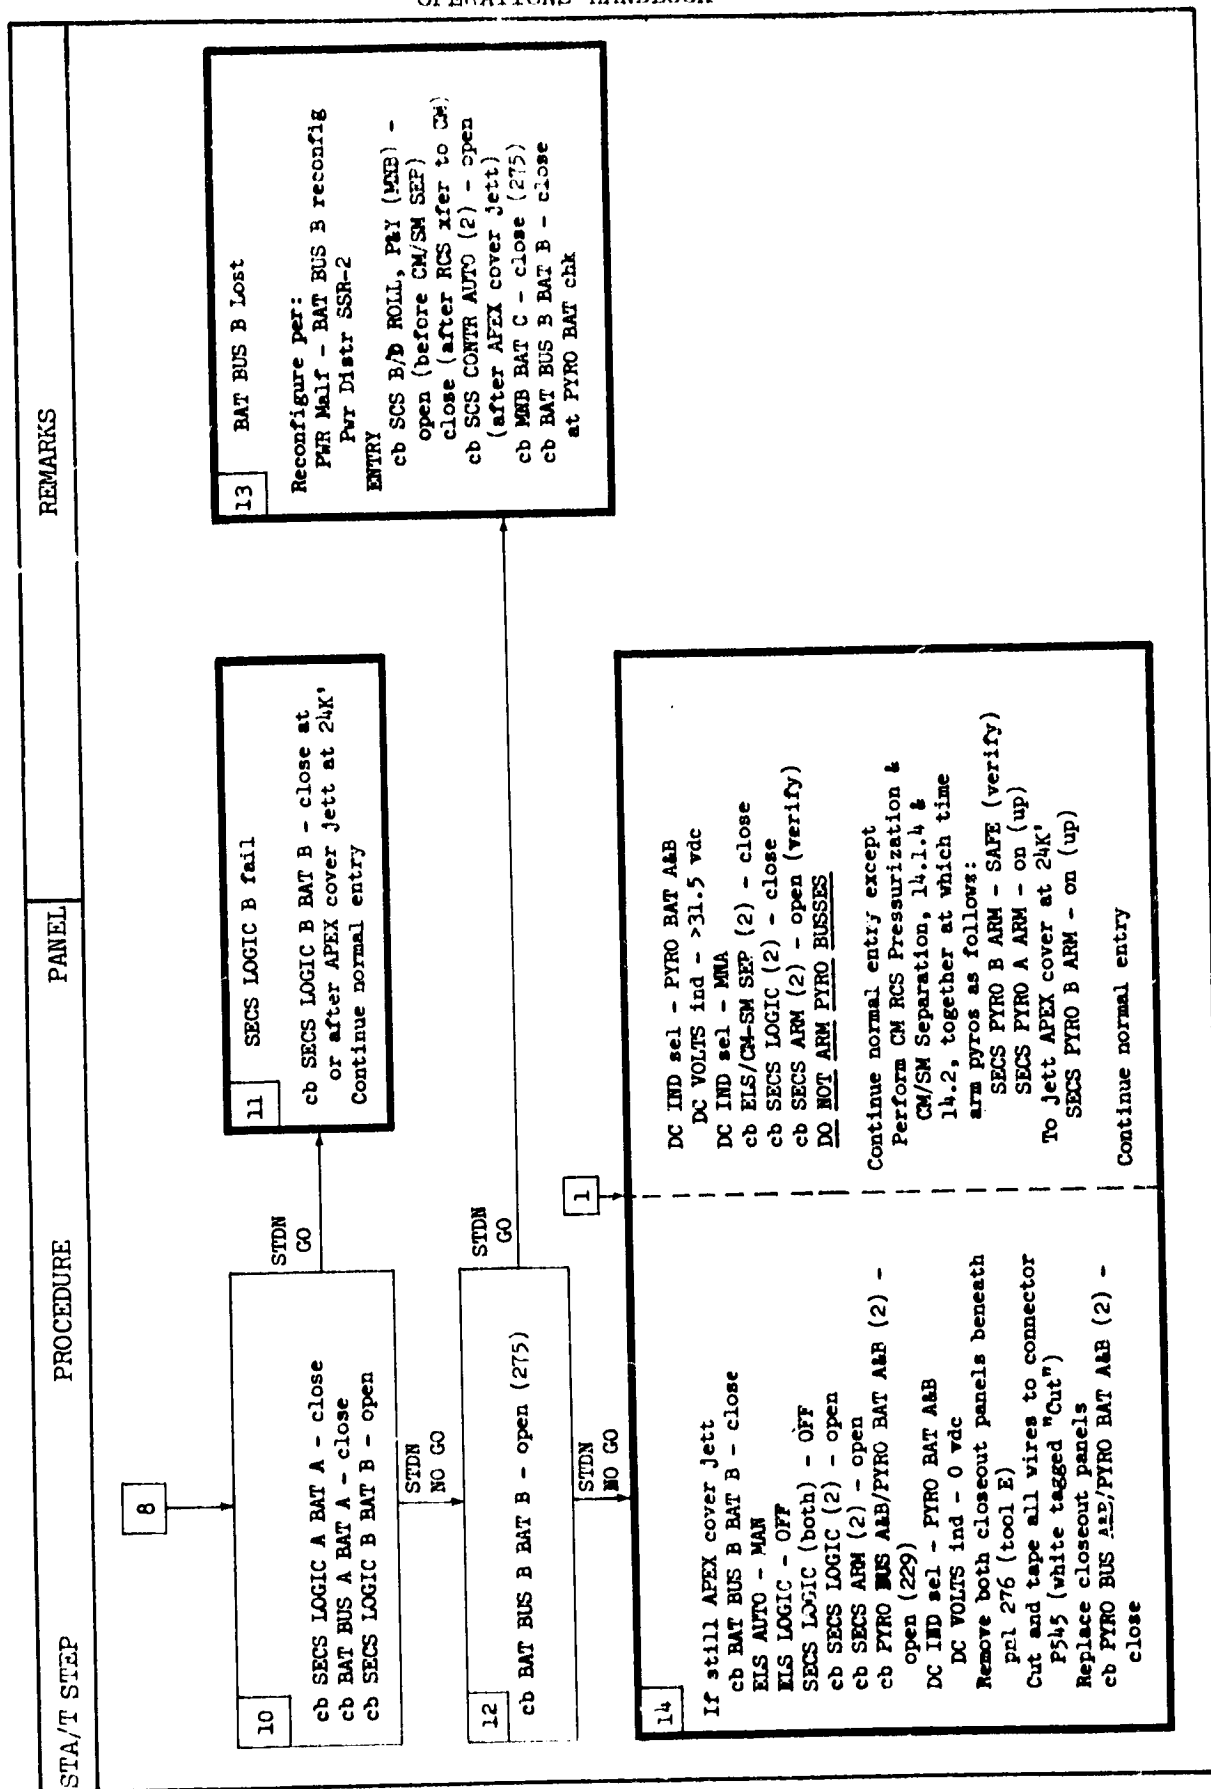 OPERATIONS HANDBOOK
STA/T STEP
PROCEDURE
PANEL
REMARKS
8
10
cb SECS LOGIC A BAT A - close
cb BAT BUS A BAT A - close
cb SECS LOGIC B BAT B - open
STDN
GO
11
SECS LOGIC B fail
cb SECS LOGIC B BAT B - close at
or after APEX cover jett at 24K'
Continue normal entry
STDN
NO GO
12
cb BAT BUS B BAT B - open (275)
STDN
GO
13
BAT BUS B Lost
Reconfigure per:
PWR Malf - BAT BUS B reconfig
Pwr Distr SSR-2
ENTRY
cb SCS B/D ROLL, P&Y (MNB) -
open (before CM/SM SEP)
close (after RCS xfer to CM)
cb SCS CONTR AUTO (2) - open
(after APEX cover jett)
cb MNB BAT C - close (275)
cb BAT BUS B BAT B - close
at PYRO BAT chk
STDN
NO GO
1
14
If still APEX cover jett
cb BAT BUS B BAT B - close
ELS AUTO - MAN
ELS LOGIC - OFF
SECS LOGIC (both) - OFF
cb SECS LOGIC (2) - open
cb SECS ARM (2) - open
cb PYRO BUS A&B/PYRO BAT A&B (2) -
open (229)
DC IND sel - PYRO BAT A&B
DC VOLTS ind - 0 vdc
Remove both closeout panels beneath
pnl 276 (tool E)
Cut and tape all wires to connector
P545 (white tagged "Cut")
Replace closeout panels
cb PYRO BUS A&B/PYRO BAT A&B (2) -
close
DC IND sel - PYRO BAT A&B
DC VOLTS ind - >31.5 vdc
DC IND sel - MNA
cb ELS/CM-SM SEP (2) - close
cb SECS LOGIC (2) - close
cb SECS ARM (2) - open (verify)
DO NOT ARM PYRO BUSSES
Continue normal entry except
Perform CM RCS Pressurization &
CM/SM Separation, 14.1.4 &
14.2, together at which time
arm pyros as follows:
SECS PYRO B ARM - SAFE (verify)
SECS PYRO A ARM - on (up)
To jett APEX cover at 24K'
SECS PYRO B ARM - on (up)
Continue normal entry